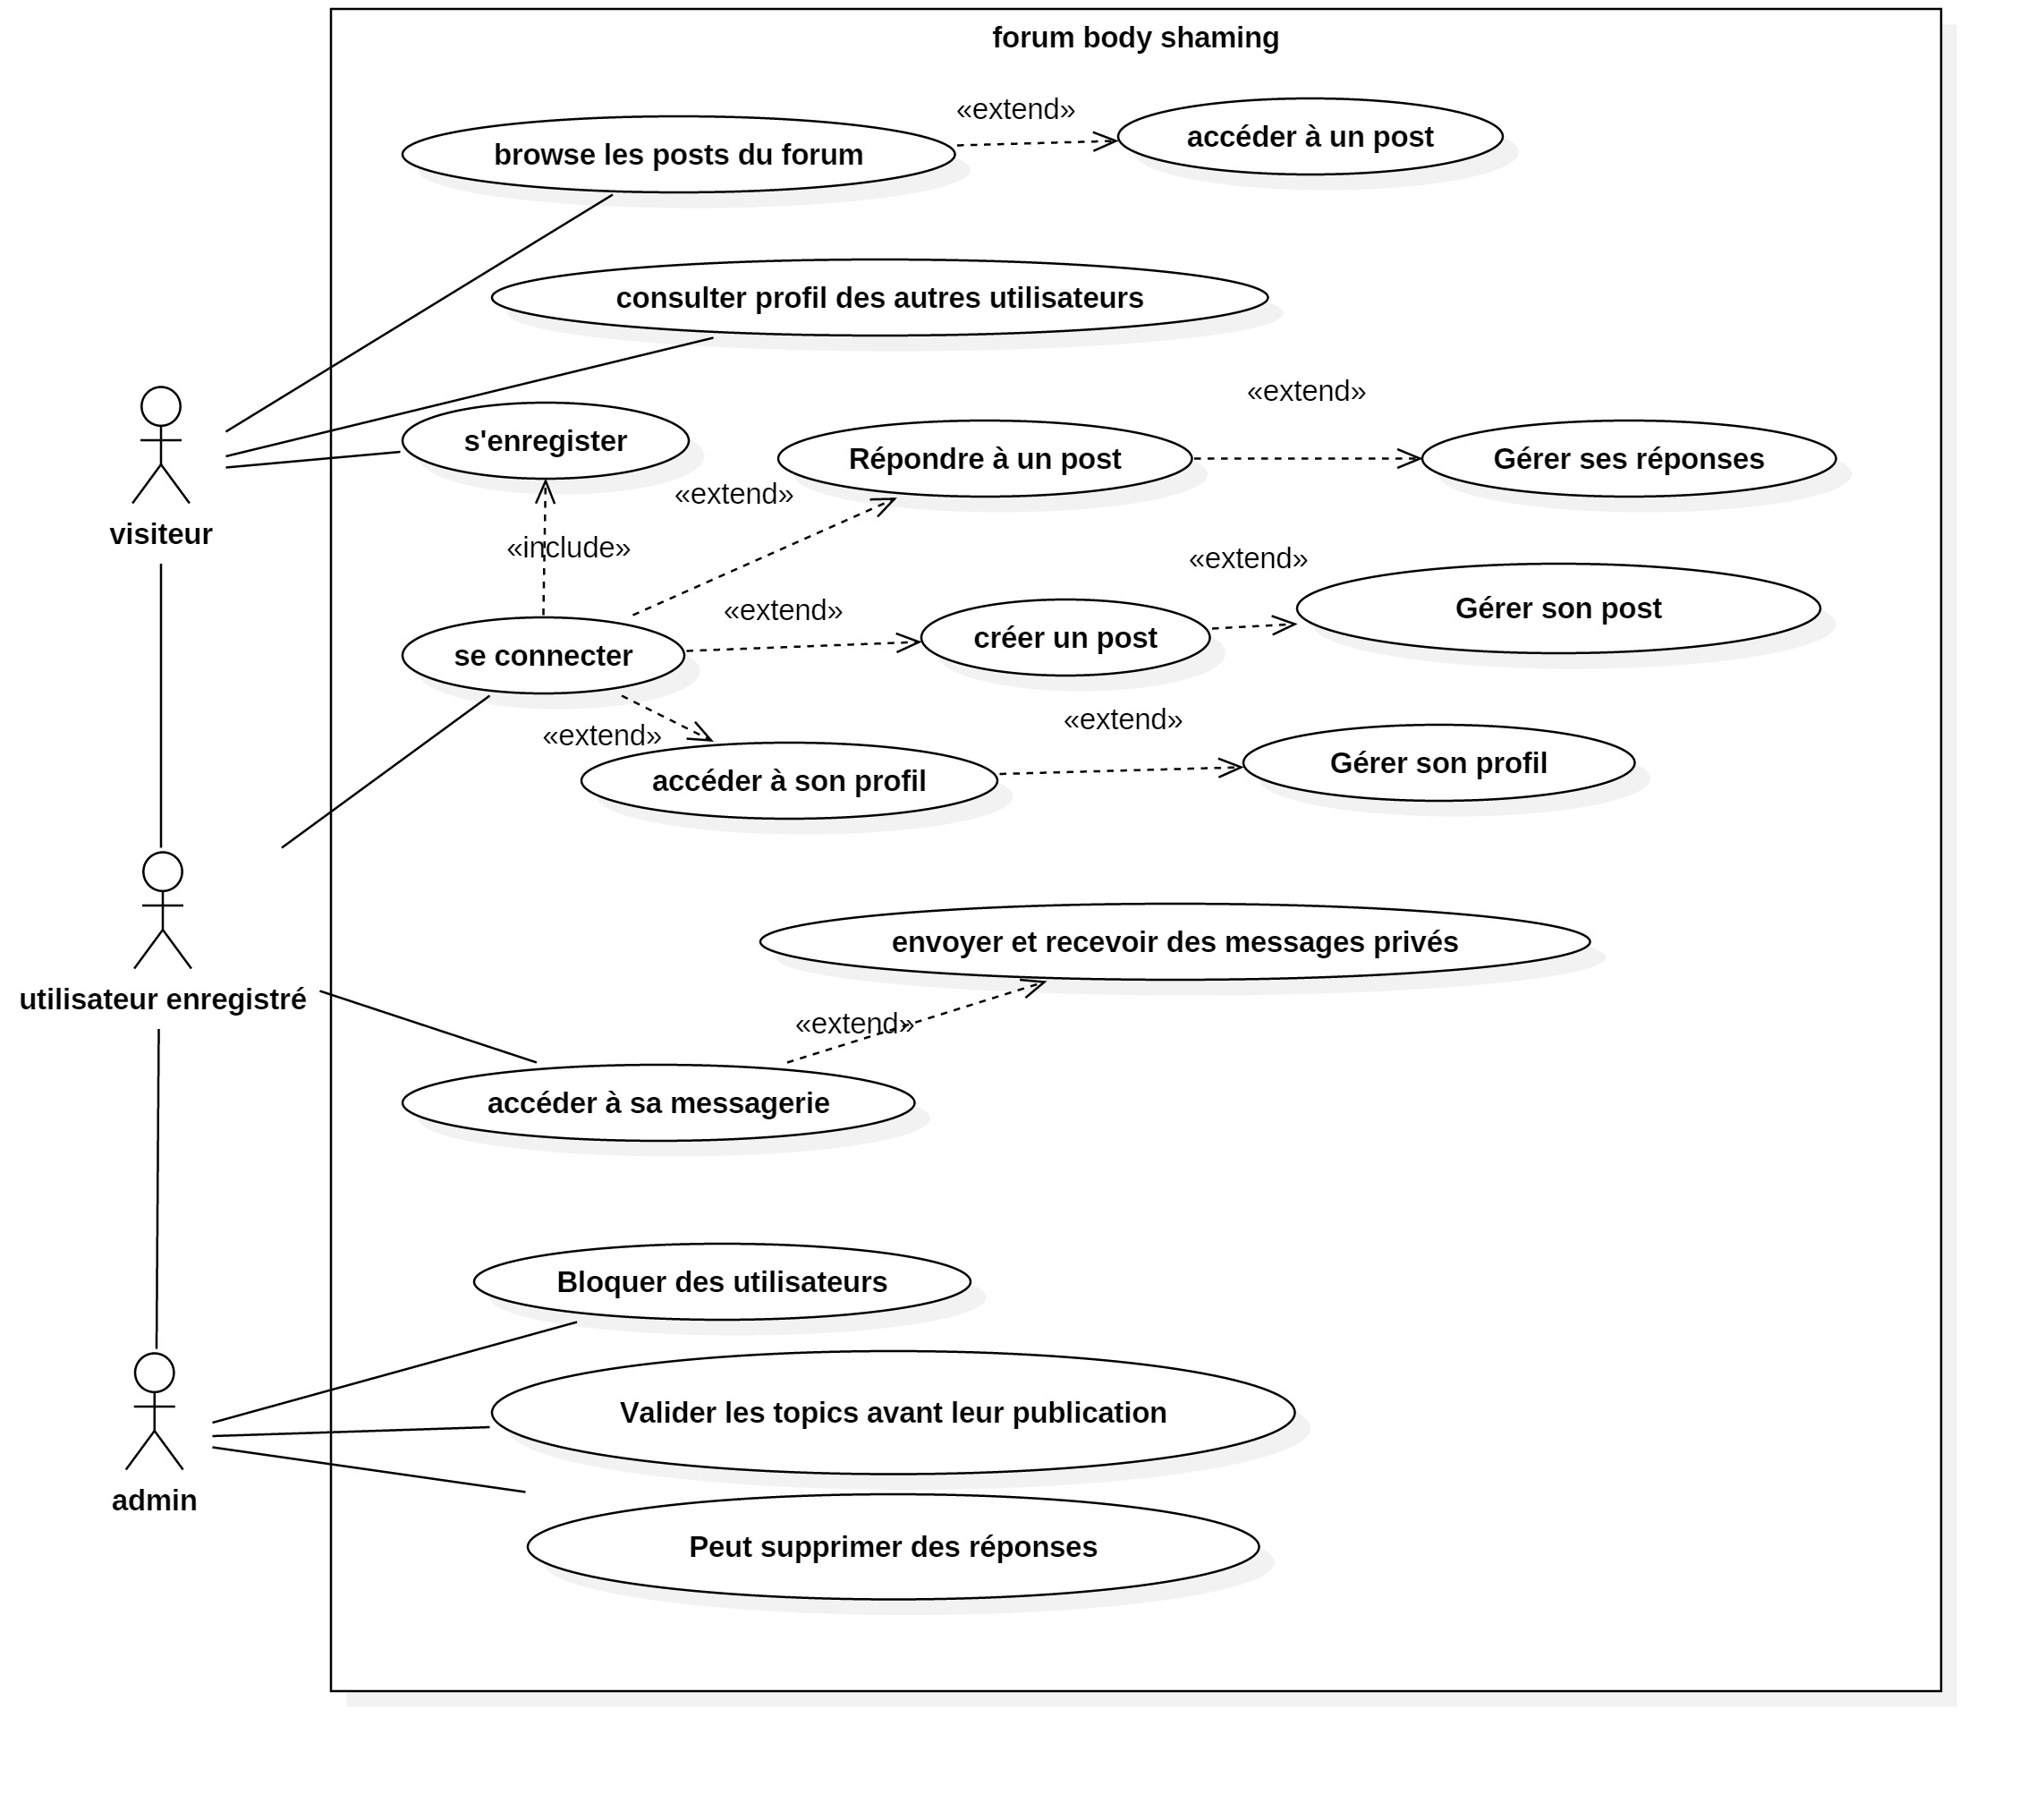 forum body shaming
«extend»
browse les posts du forum
accéder à un post
consulter profil des autres utilisateurs
«extend»
s'enregister
Répondre à un post
Gérer ses réponses
«extend»
visiteur
«include»
«extend»
«extend»
créer un post
Gérer son post
se connecter
«extend»
«extend»
accéder à son profil
Gérer son profil
envoyer et recevoir des messages privés
utilisateur enregistré
«extend»
accéder à sa messagerie
Bloquer des utilisateurs
Valider les topics avant leur publication
admin
Peut supprimer des réponses